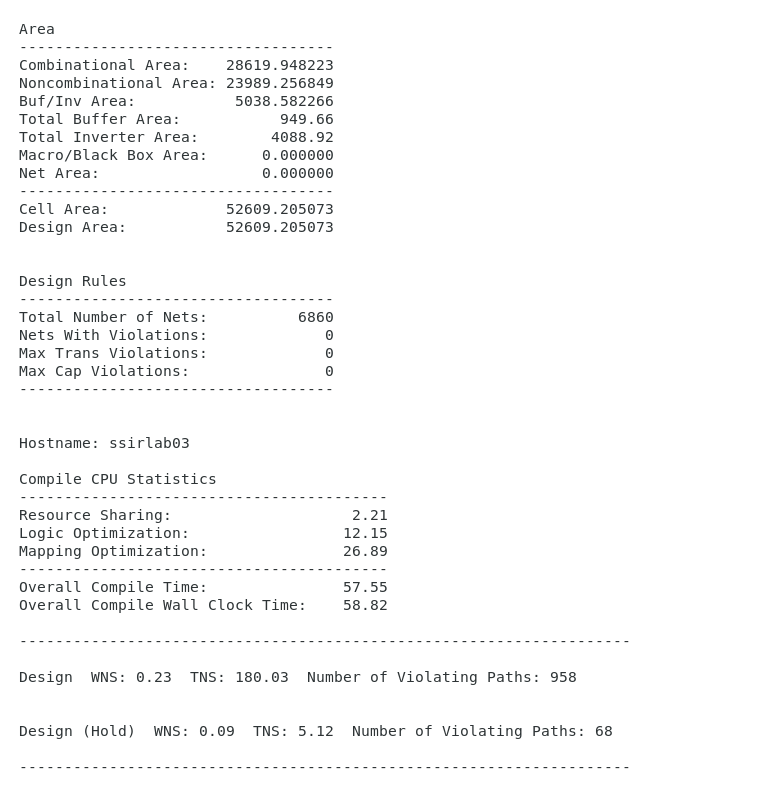 Area
-----------------------------------
Combinational Area:    28619.948223
Noncombinational Area: 23989.256849
Buf/Inv Area:           5038.582266
Total Buffer Area:           949.66
Total Inverter Area:        4088.92
Macro/Black Box Area:      0.000000
Net Area:                  0.000000
-----------------------------------
Cell Area:             52609.205073
Design Area:           52609.205073
Design Rules
-----------------------------------
Total Number of Nets:          6860
Nets With Violations:             0
Max Trans Violations:             0
Max Cap Violations:               0
-----------------------------------
Hostname: ssirlab03
Compile CPU Statistics
-----------------------------------------
Resource Sharing:                    2.21
Logic Optimization:                 12.15
Mapping Optimization:               26.89
-----------------------------------------
Overall Compile Time:               57.55
Overall Compile Wall Clock Time:    58.82
--------------------------------------------------------------------
Design  WNS: 0.23  TNS: 180.03  Number of Violating Paths: 958
Design (Hold)  WNS: 0.09  TNS: 5.12  Number of Violating Paths: 68
--------------------------------------------------------------------